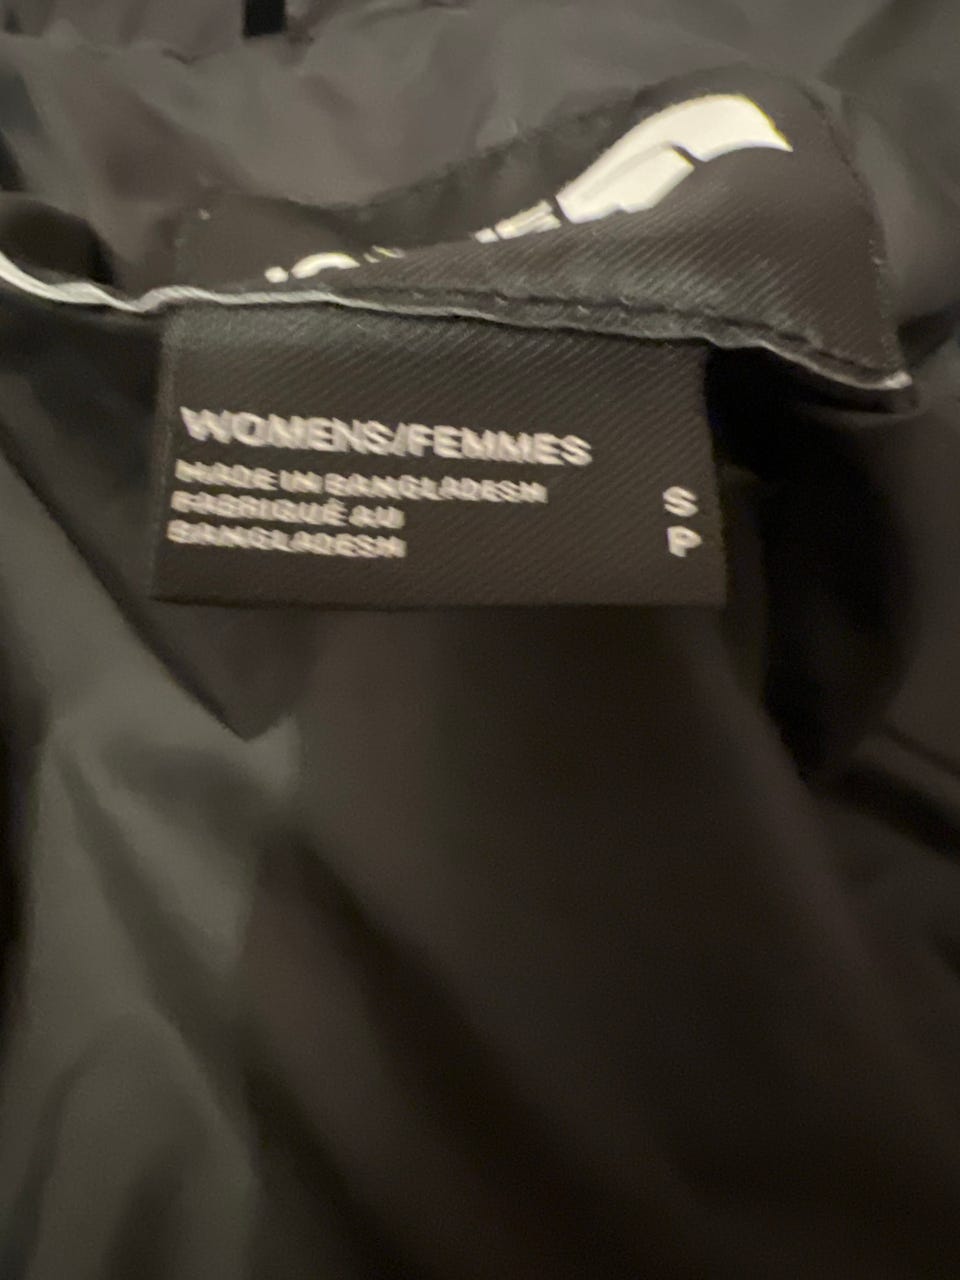 WOMENS/FEMMES
MADE IN BANGLADESH
FABRIQUÉ AU
BANGLADESH
S
P